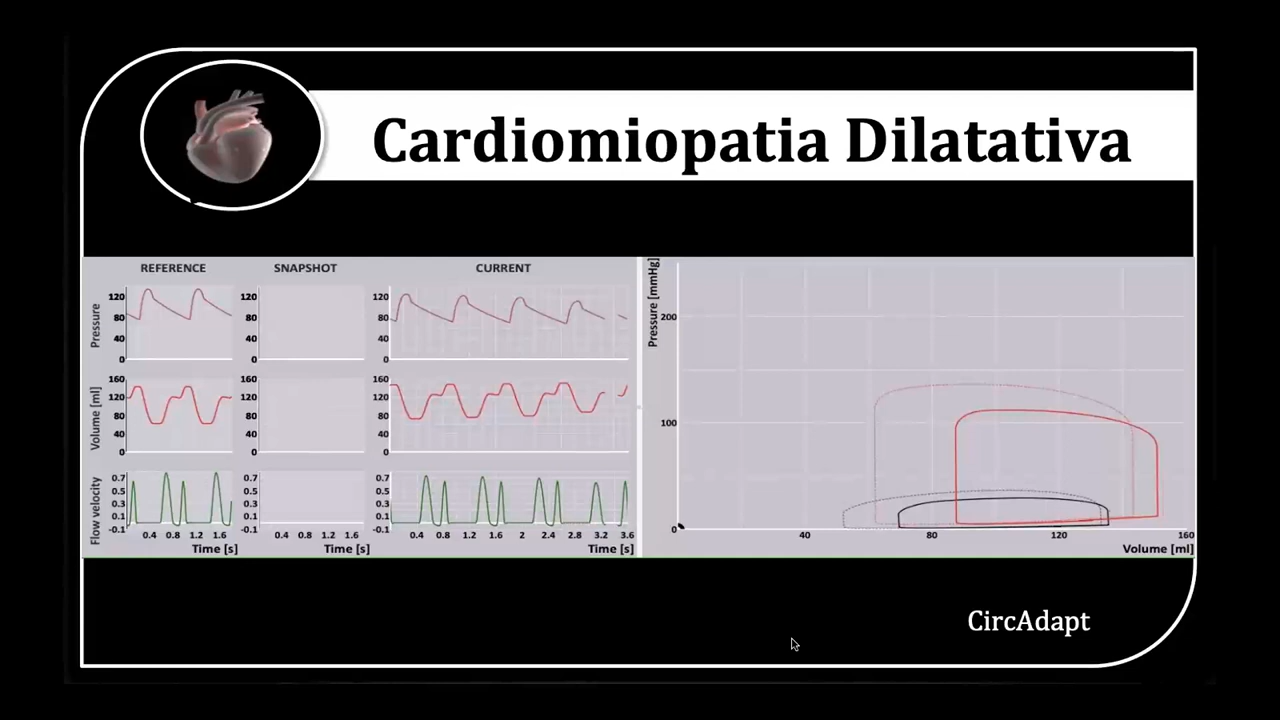 Cardiomiopatia Dilatativa
REFERENCE
SNAPSHOT
CURRENT
Pressure
120
80
40
0
120
80
40
0
120
80
40
0
Volume [ml]
160
120
80
40
0
160
120
80
40
0
160
120
80
40
0
Flow velocity
0.7
0.5
0.3
0.1
-0.1
0.7
0.5
0.3
0.1
-0.1
0.7
0.5
0.3
0.1
-0.1
0.4 0.8 1.2 1.6
0.4 0.8 1.2 1.6
0.4 0.8 1.2 1.6 2 2.4 2.8 3.2 3.6
Time [s]
Time [s]
Time [s]
Pressure [mmHg]
200
100
0
40 80 120 160
Volume [ml]
CircAdapt